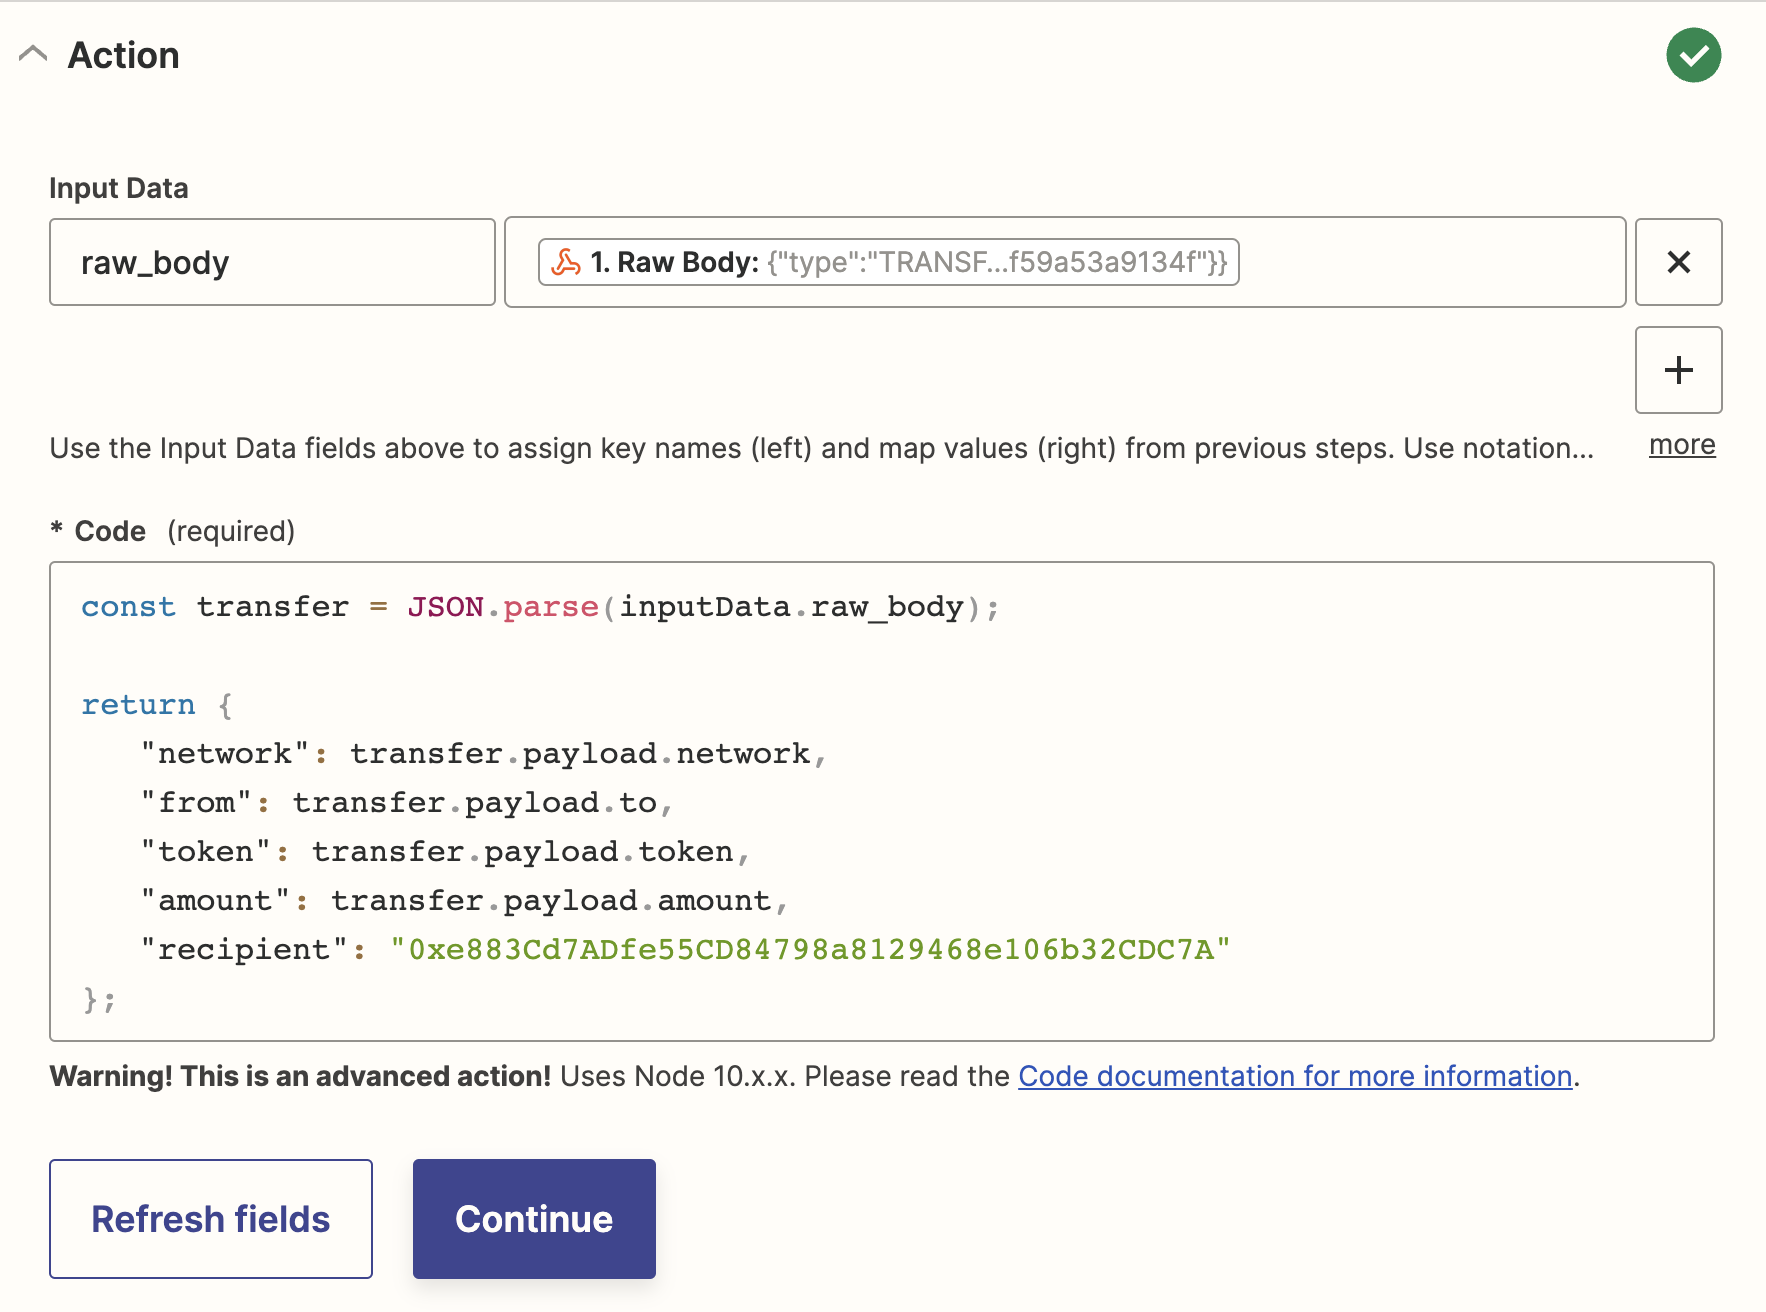 Action
Input Data
raw_body
1. Raw Body: {"type":"TRANSF...f59a53a9134f"}}
Use the Input Data fields above to assign key names (left) and map values (right) from previous steps. Use notation...
more
* Code (required)
const transfer = JSON.parse(inputData.raw_body);
return {
"network": transfer.payload.network,
"from": transfer.payload.to,
"token": transfer.payload.token,
"amount": transfer.payload.amount,
"recipient": "0xe883Cd7ADfe55CD84798a8129468e106b32CDC7A"
};
Warning! This is an advanced action! Uses Node 10.x.x. Please read the Code documentation for more information.
Refresh fields
Continue